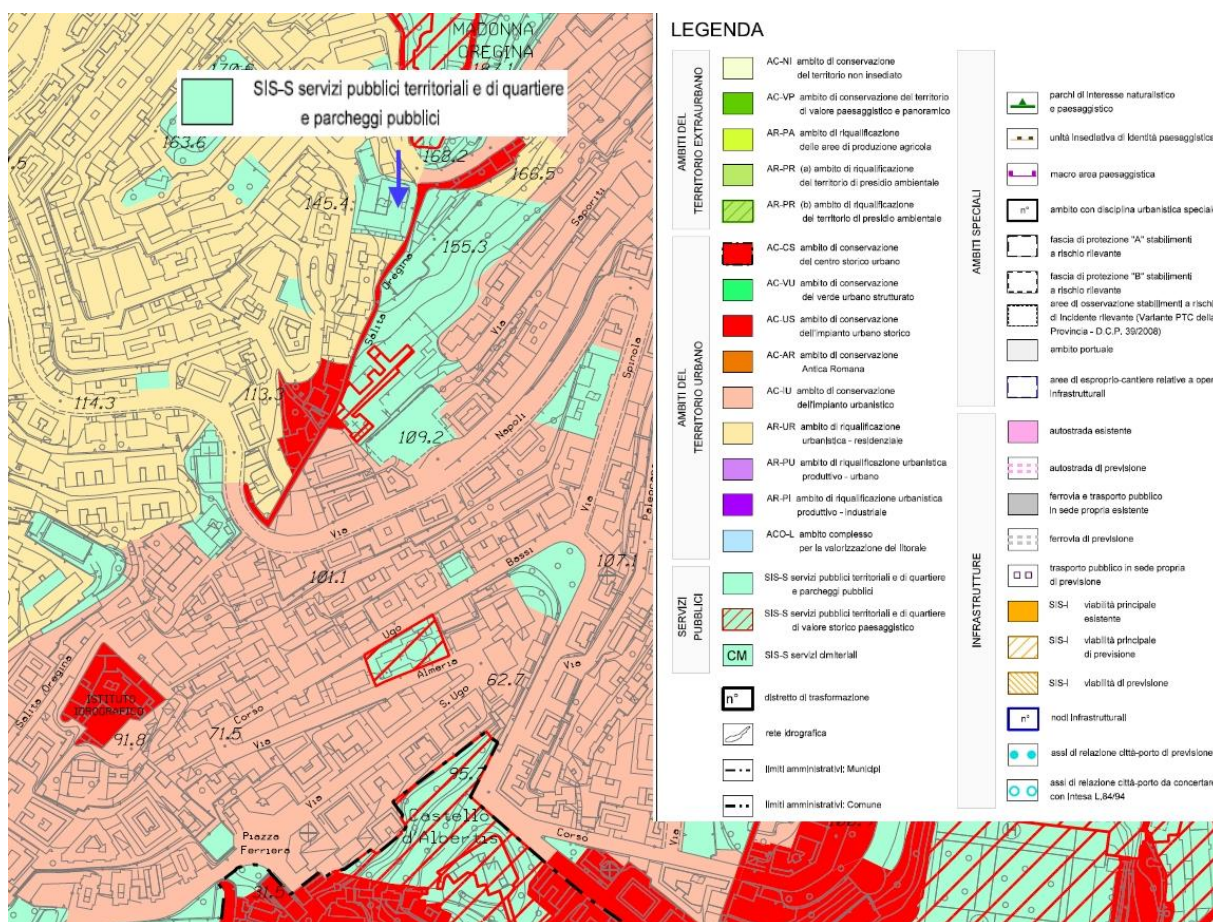 MADONNA
OREGINA
187.1
170.6
SIS-S servizi pubblici territoriali e di quartiere
e parcheggi pubblici
163.6
168.2
166.5
145.4
155.3
Salita Oregina
Via
Saporiti
Spinola
114.3
113.3
109.2
Napoli
Via
Via
Via
Bassi
101.1
107.1
Ugo
Almeria
S.Ugo
62.7
Via
Salita Oregina
ISTITUTO
IDROGRAFICO
91.8
Corso
Via
71.5
Via
95.7
Castello
d'Albertis
Piazza
Ferriera
Corso
LEGENDA
AMBITI DEL
TERRITORIO EXTRAURBANO
AC-NI ambito di conservazione
del territorio non insediato
AC-VP ambito di conservazione del territorio
di valore paesaggistico e panoramico
AR-PA ambito di riqualificazione
delle aree di produzione agricola
AR-PR (a) ambito di riqualificazione
del territorio di presidio ambientale
AR-PR (b) ambito di riqualificazione
del territorio di presidio ambientale
AMBITI DEL
TERRITORIO URBANO
AC-CS ambito di conservazione
del centro storico urbano
AC-VU ambito di conservazione
del verde urbano strutturato
AC-US ambito di conservazione
dell'impianto urbano storico
AC-AR ambito di conservazione
Antica Romana
AC-IU ambito di conservazione
dell'impianto urbanistico
AR-UR ambito di riqualificazione
urbanistica - residenziale
AR-PU ambito di riqualificazione urbanistica
produttivo - urbano
AR-PI ambito di riqualificazione urbanistica
produttivo - industriale
ACO-L ambito complesso
per la valorizzazione del litorale
SERVIZI
PUBBLICI
SIS-S servizi pubblici territoriali e di quartiere
e parcheggi pubblici
SIS-S servizi pubblici territoriali e di quartiere
di valore storico paesaggistico
CM
SIS-S servizi cimiteriali
n°
distretto di trasformazione
rete idrografica
limiti amministrativi: Municipi
limiti amministrativi: Comune
AMBITI SPECIALI
parchi di interesse naturalistico
e paesaggistico
unità insediativa di identità paesaggistica
macro area paesaggistica
n°
ambito con disciplina urbanistica speciale
fascia di protezione "A" stabilimenti
a rischio rilevante
fascia di protezione "B" stabilimenti
a rischio rilevante
aree di osservazione stabilimenti a rischi
di incidente rilevante (Variante PTC della
Provincia - D.C.P. 39/2008)
ambito portuale
aree di esproprio-cantiere relative a oper
infrastrutturali
INFRASTRUTTURE
autostrada esistente
autostrada di previsione
ferrovia e trasporto pubblico
in sede propria esistente
ferrovia di previsione
trasporto pubblico in sede propria
di previsione
SIS-I viabilità principale
esistente
SIS-I viabilità principale
di previsione
SIS-I viabilità di previsione
n°
nodi infrastrutturali
assi di relazione città-porto di previsione
assi di relazione città-porto da concertare
con Intesa L.84/94